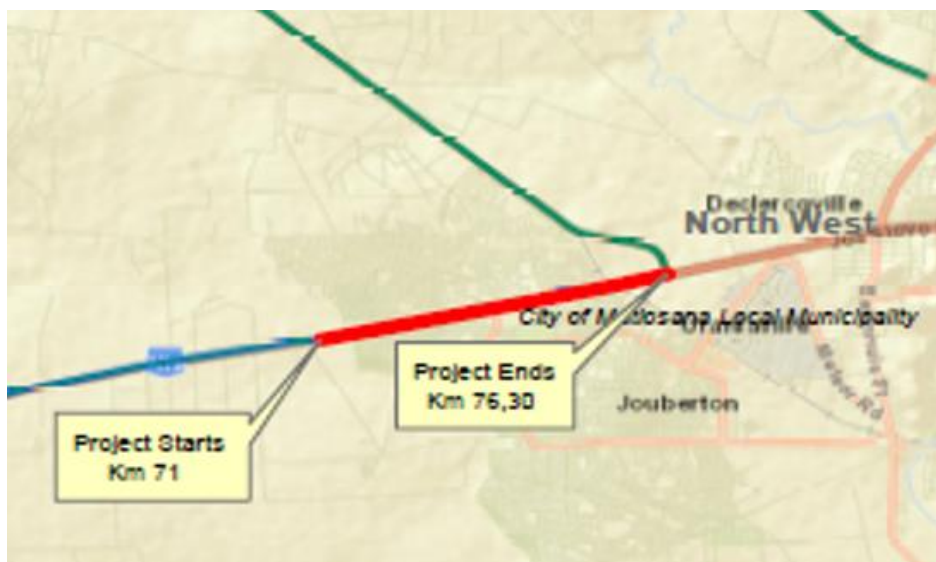 Declercqville
North West
City of Matlosana Local Municipality
Project Ends
Km 76,30
Jouberton
Project Starts
Km 71